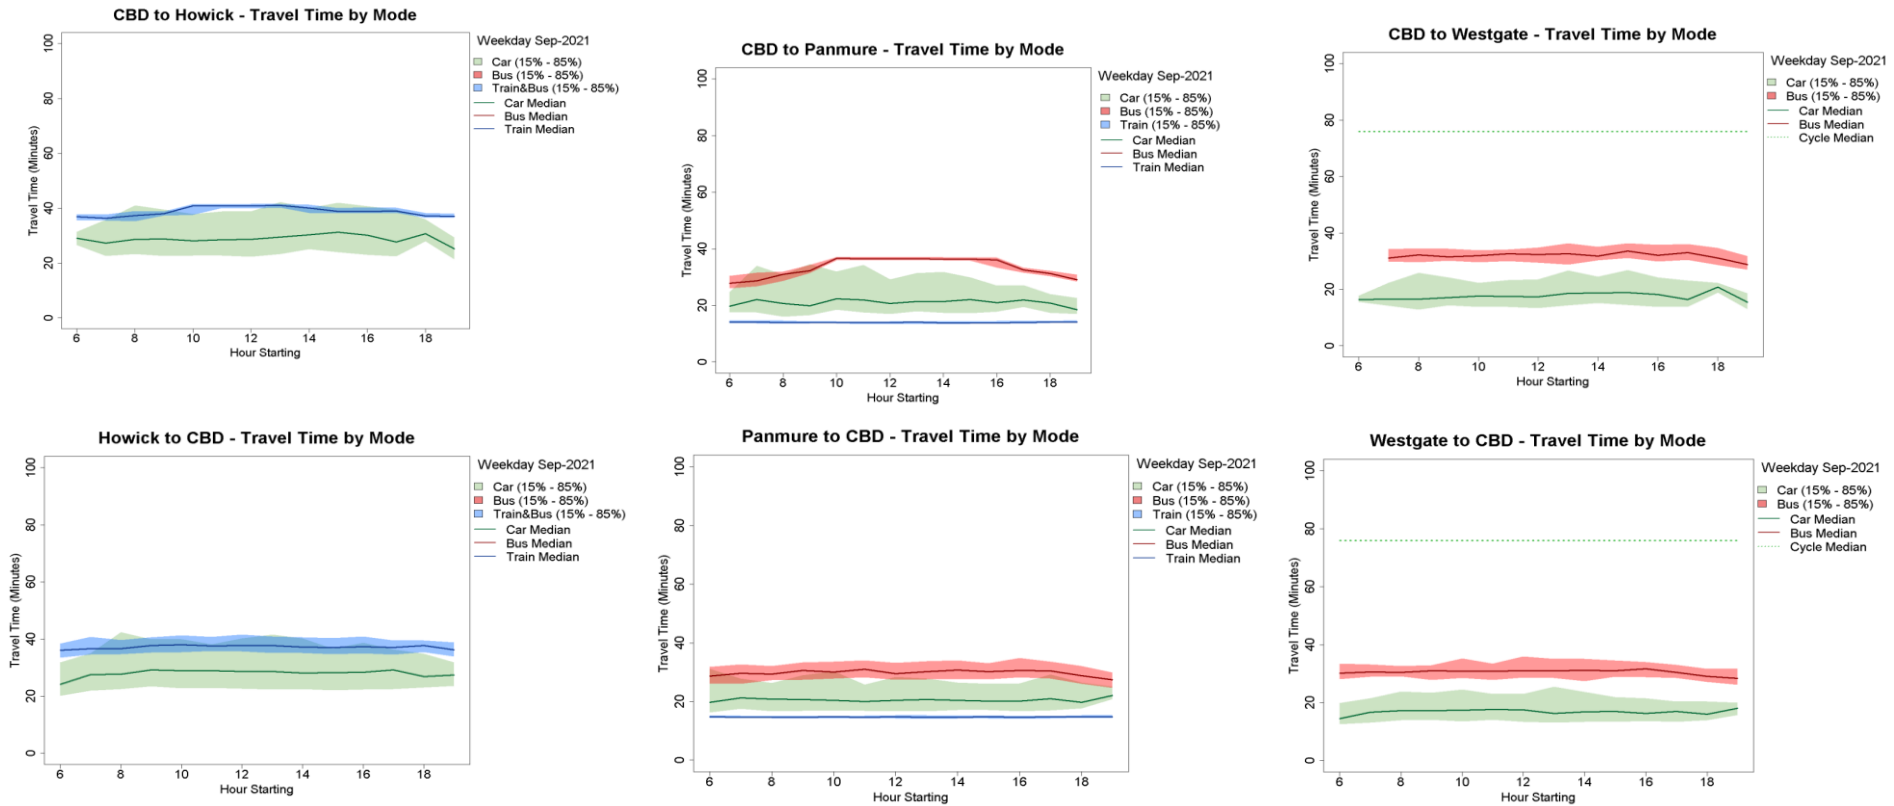 CBD to Howick - Travel Time by Mode
Travel Time (Minutes)
100
80
60
40
20
0
6 8 10 12 14 16 18
Hour Starting
Weekday Sep-2021
Car (15% - 85%)
Bus (15% - 85%)
Train&Bus (15% - 85%)
Car Median
Bus Median
Train Median
CBD to Panmure - Travel Time by Mode
Travel Time (Minutes)
100
80
60
40
20
0
6 8 10 12 14 16 18
Hour Starting
Weekday Sep-2021
Car (15% - 85%)
Bus (15% - 85%)
Train (15% - 85%)
Car Median
Bus Median
Train Median
CBD to Westgate - Travel Time by Mode
Travel Time (Minutes)
100
80
60
40
20
0
6 8 10 12 14 16 18
Hour Starting
Weekday Sep-2021
Car (15% - 85%)
Bus (15% - 85%)
Car Median
Bus Median
Cycle Median
Howick to CBD - Travel Time by Mode
Travel Time (Minutes)
100
80
60
40
20
0
6 8 10 12 14 16 18
Hour Starting
Weekday Sep-2021
Car (15% - 85%)
Bus (15% - 85%)
Train&Bus (15% - 85%)
Car Median
Bus Median
Train Median
Panmure to CBD - Travel Time by Mode
Travel Time (Minutes)
100
80
60
40
20
0
6 8 10 12 14 16 18
Hour Starting
Weekday Sep-2021
Car (15% - 85%)
Bus (15% - 85%)
Train (15% - 85%)
Car Median
Bus Median
Train Median
Westgate to CBD - Travel Time by Mode
Travel Time (Minutes)
100
80
60
40
20
0
6 8 10 12 14 16 18
Hour Starting
Weekday Sep-2021
Car (15% - 85%)
Bus (15% - 85%)
Car Median
Bus Median
Cycle Median